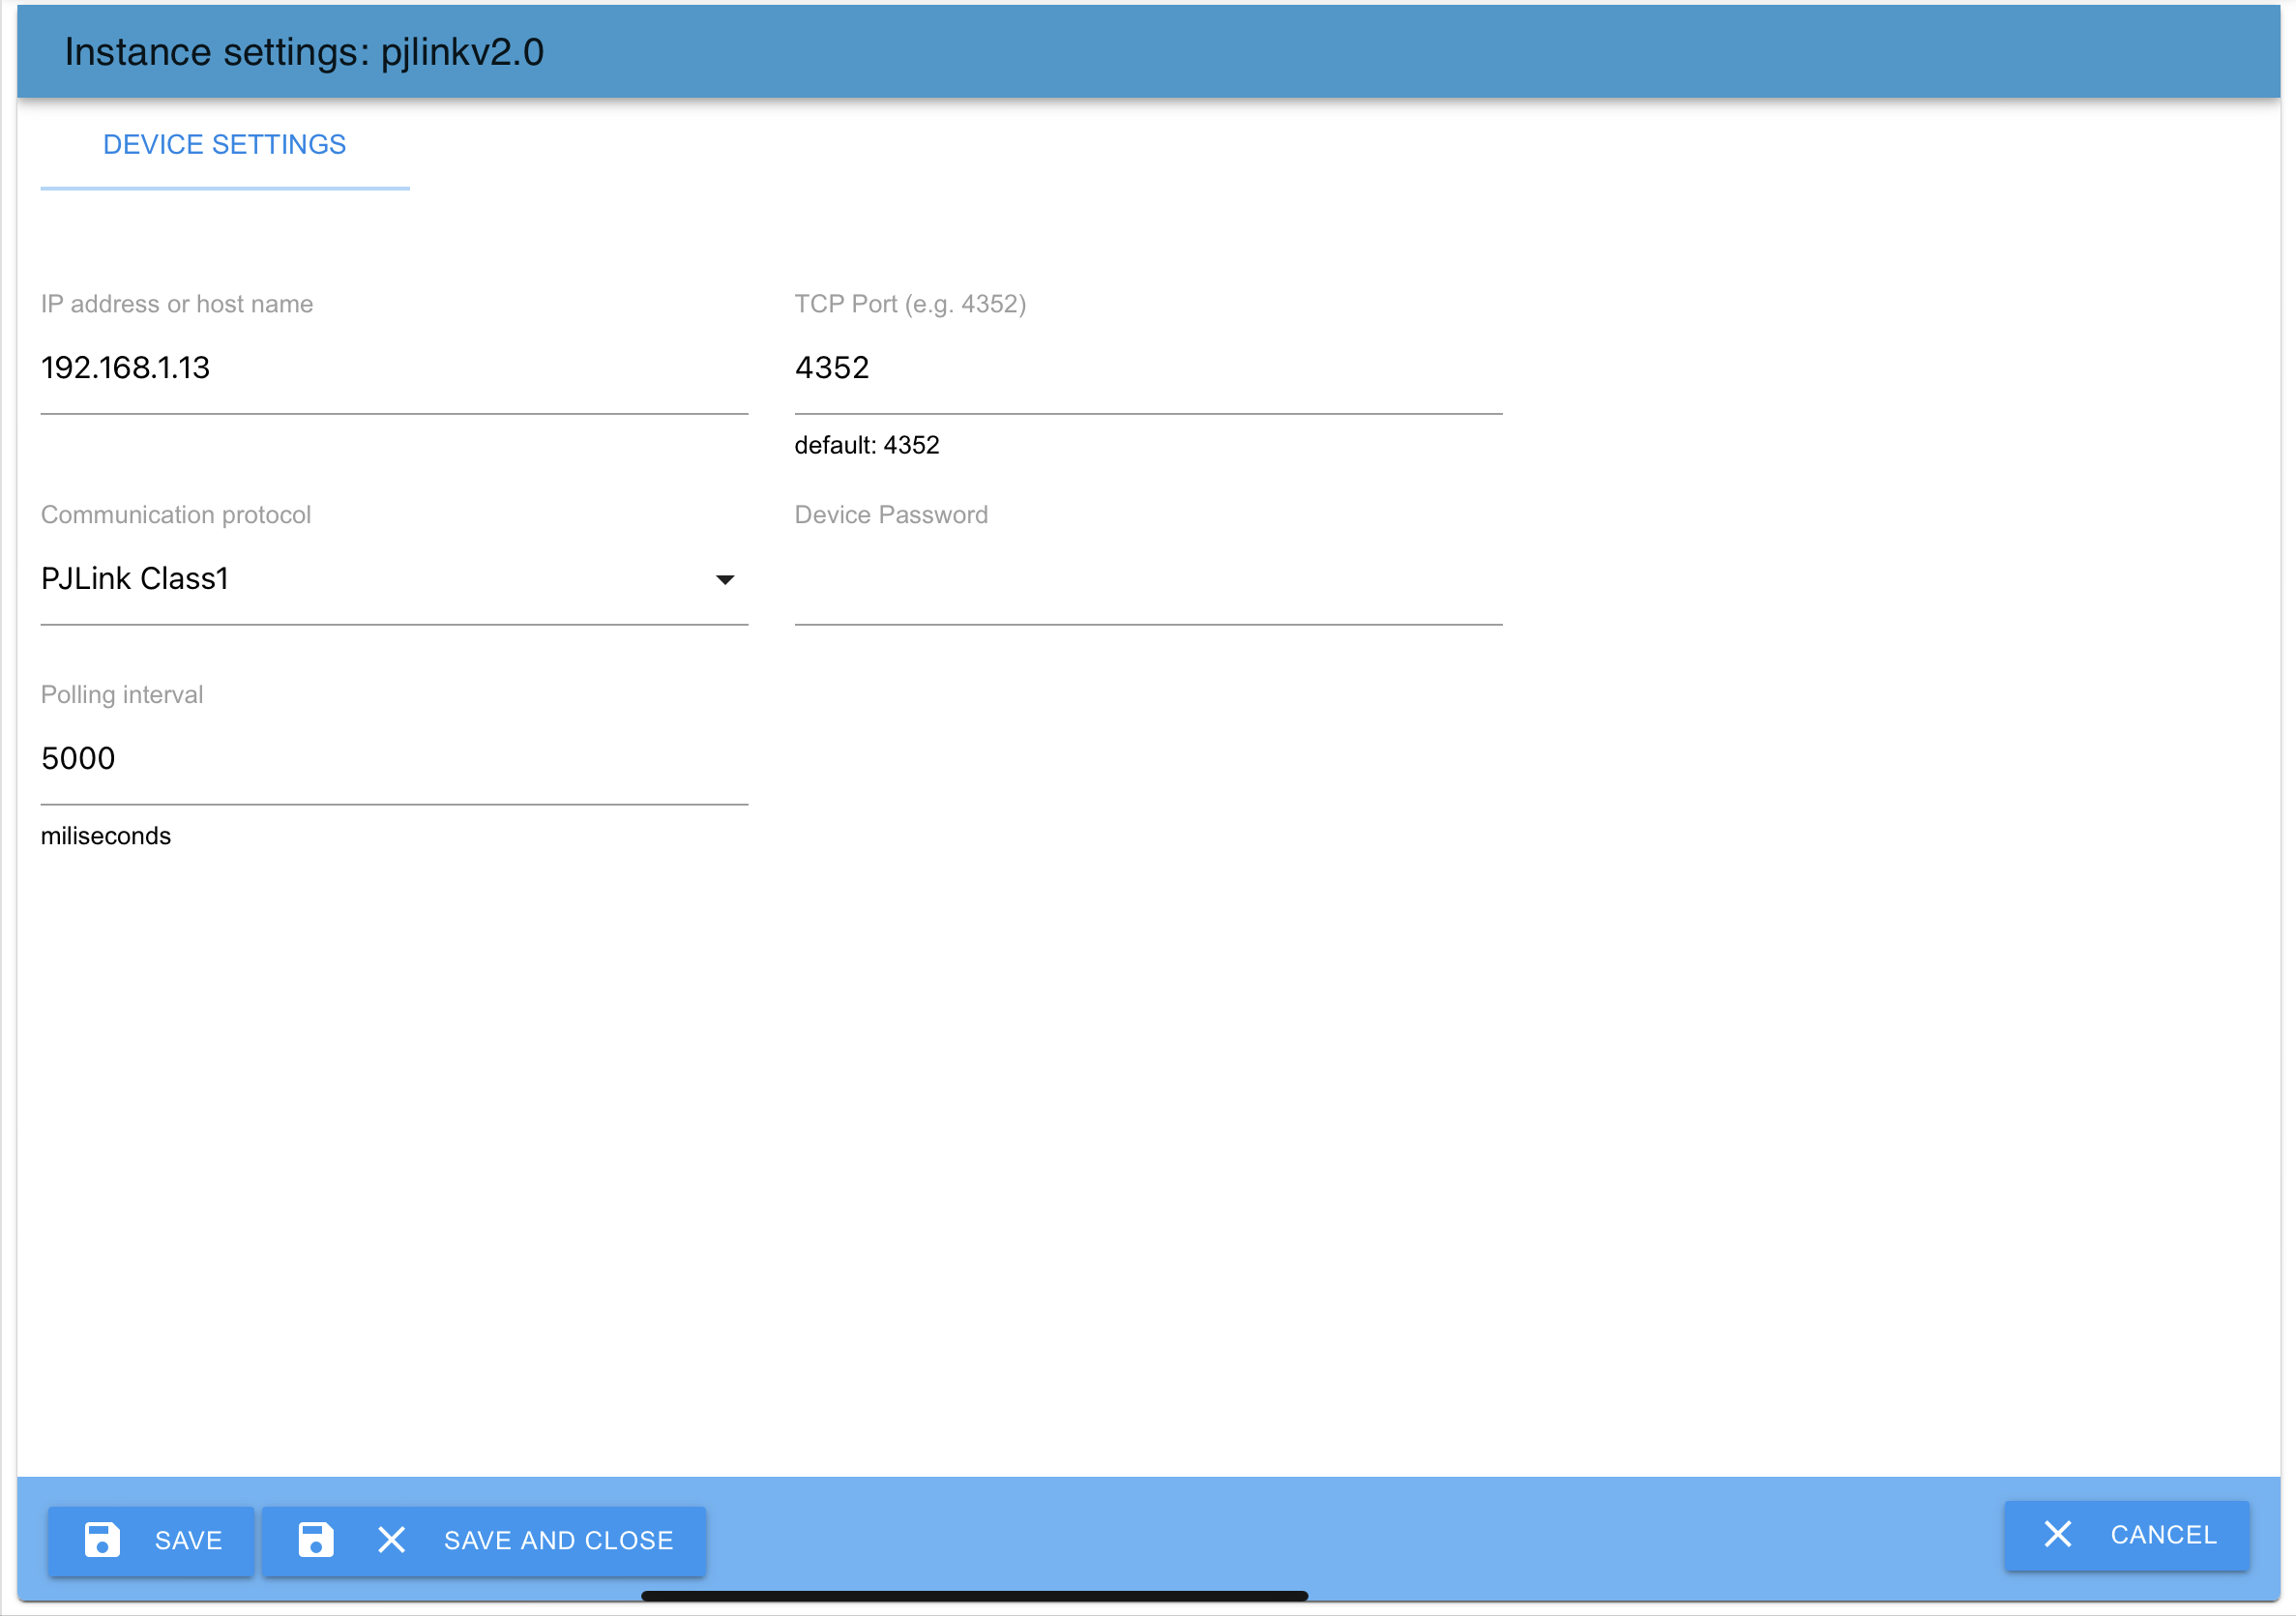 Instance settings: pjlinkv2.0
DEVICE SETTINGS
IP address or host name
192.168.1.13
TCP Port (e.g. 4352)
4352
default: 4352
Communication protocol
PJLink Class1
Device Password
Polling interval
5000
miliseconds
SAVE
SAVE AND CLOSE
CANCEL